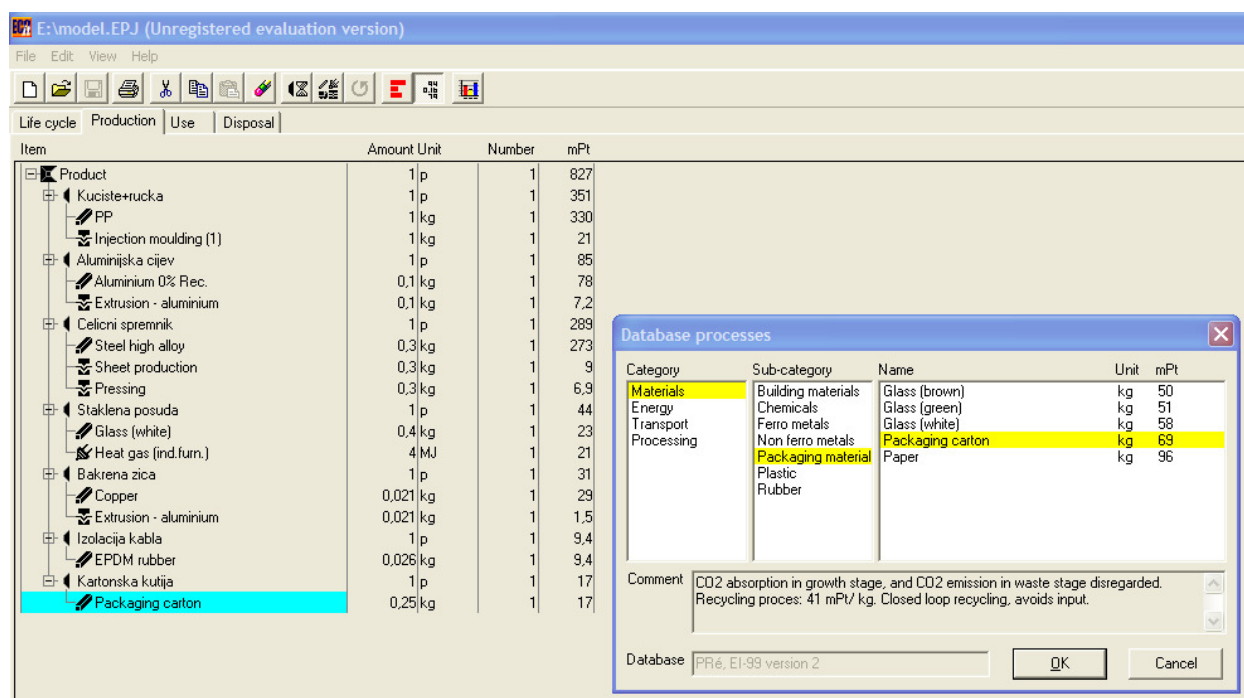 E:\model.EPJ (Unregistered evaluation version)
File Edit View Help
Life cycle Production Use Disposal
Item Amount Unit Number mPt
Product 1 p 1 827
Kuciste+rucka 1 p 1 351
PP 1 kg 1 330
Injection moulding (1) 1 kg 1 21
Aluminijska cijev 1 p 1 85
Aluminium 0% Rec. 0,1 kg 1 78
Extrusion - aluminium 0,1 kg 1 7,2
Celicni spremnik 1 p 1 289
Steel high alloy 0,3 kg 1 273
Sheet production 0,3 kg 1 9
Pressing 0,3 kg 1 6,9
Staklena posuda 1 p 1 44
Glass (white) 0,4 kg 1 23
Heat gas (ind.furn.) 4 MJ 1 21
Bakrena zica 1 p 1 31
Copper 0,021 kg 1 29
Extrusion - aluminium 0,021 kg 1 1,5
Izolacija kabla 1 p 1 9,4
EPDM rubber 0,026 kg 1 9,4
Kartonska kutija 1 p 1 17
Packaging carton 0,25 kg 1 17
Database processes
Category Sub-category Name Unit mPt
Materials Building materials Glass (brown) kg 50
Energy Chemicals Glass (green) kg 51
Transport Ferro metals Glass (white) kg 58
Processing Non ferro metals Packaging carton kg 69
Packaging material Paper kg 96
Plastic
Rubber
Comment CO2 absorption in growth stage, and CO2 emission in waste stage disregarded.
Recycling proces: 41 mPt/ kg. Closed loop recycling, avoids input.
Database PRé, EI-99 version 2 OK Cancel